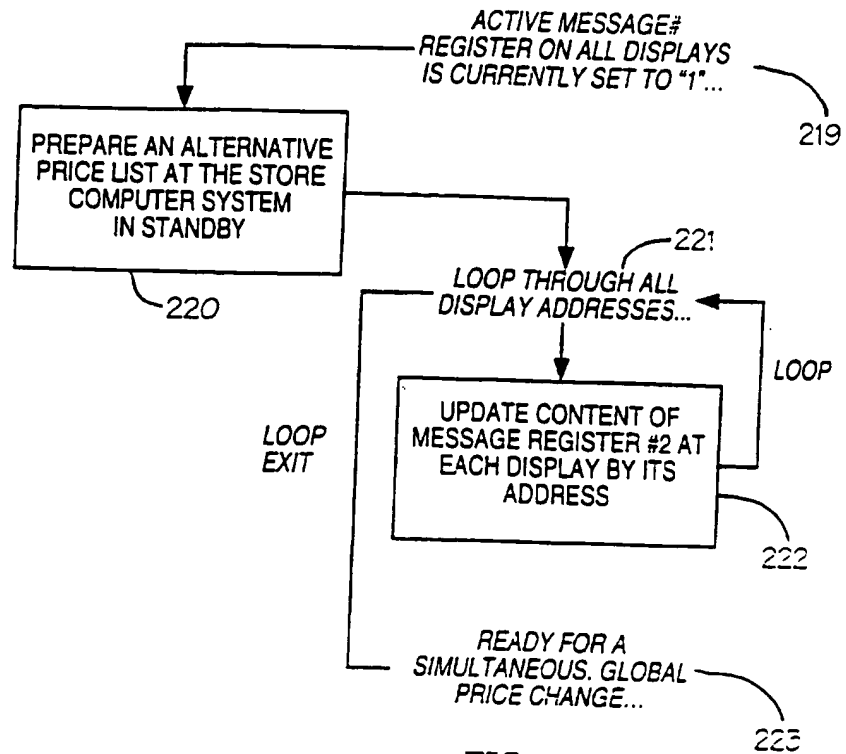 ACTIVE MESSAGE#
REGISTER ON ALL DISPLAYS
IS CURRENTLY SET TO "1"...
219
PREPARE AN ALTERNATIVE
PRICE LIST AT THE STORE
COMPUTER SYSTEM
IN STANDBY
220
221
LOOP THROUGH ALL
DISPLAY ADDRESSES...
LOOP
LOOP
EXIT
UPDATE CONTENT OF
MESSAGE REGISTER #2 AT
EACH DISPLAY BY ITS
ADDRESS
222
READY FOR A
SIMULTANEOUS. GLOBAL
PRICE CHANGE...
223